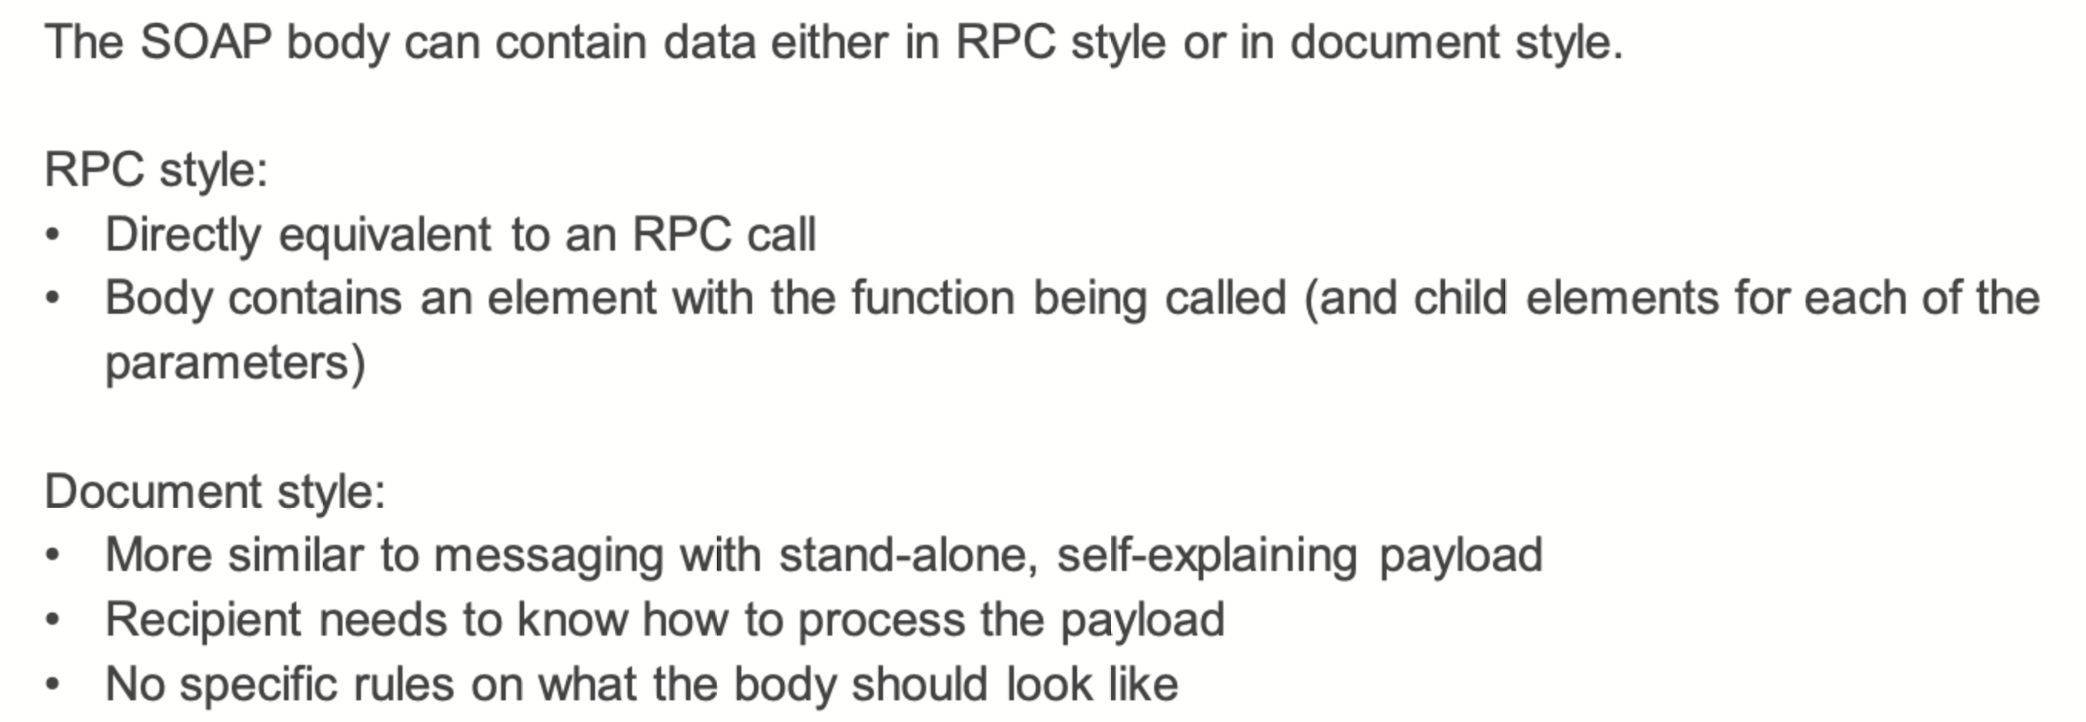 The SOAP body can contain data either in RPC style or in document style.
RPC style:
• Directly equivalent to an RPC call
• Body contains an element with the function being called (and child elements for each of the
parameters)
Document style:
• More similar to messaging with stand-alone, self-explaining payload
• Recipient needs to know how to process the payload
• No specific rules on what the body should look like